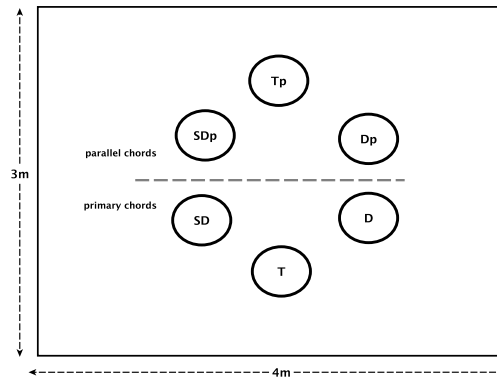 Tp
SDp
Dp
parallel chords
3m
primary chords
SD
D
T
4m